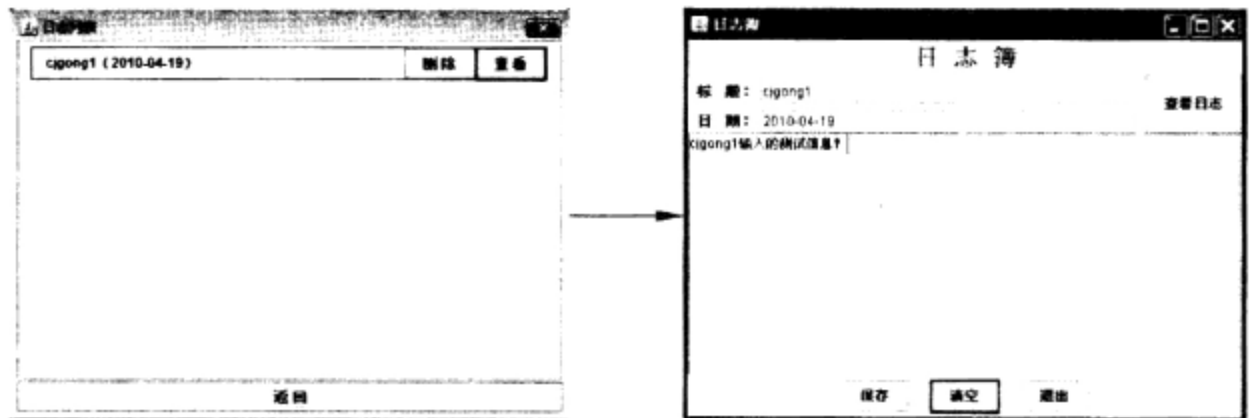 cjgong1（2010-04-19）
删除
查看
返回
日志簿
日 志 簿
标 题： cjgong1
查看日志
日 期： 2010-04-19
cjgong1输入的测试信息！
保存
清空
退出